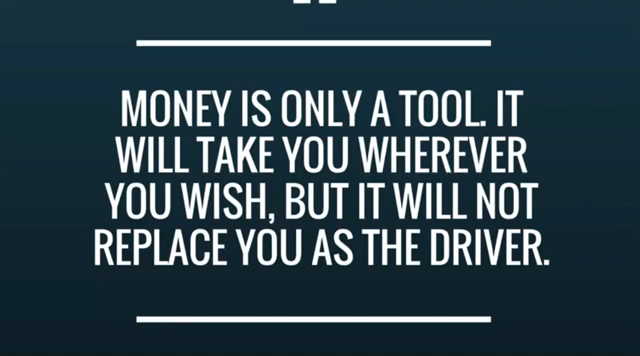 MONEY IS ONLY A TOOL. IT
WILL TAKE YOU WHEREVER
YOU WISH, BUT IT WILL NOT
REPLACE YOU AS THE DRIVER.